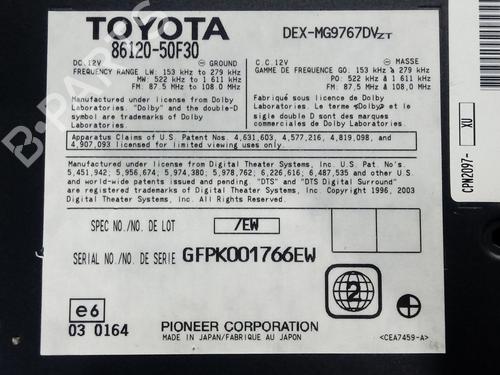 TOYOTA
86120-50F30
DEX-MG9767DVZT
DC.12V GROUND
FREQUENCY RANGE LW: 153 kHz to 279 kHz
MW: 522 kHz to 1 611 kHz
FM: 87.5 MHz to 108.0 MHz
C.C.12V MASSE
GAMME DE FREQUENCE GO: 153 kHz à 279 kHz
PO: 522 kHz à 1 611 kHz
FM: 87,5 MHz à 108,0 MHz
Manufactured under license from Dolby
Laboratories. "Dolby" and the double-D
symbol are trademarks of Dolby
Laboratories.
Fabriqué sous license de Dolby
Laboratories. Le terme «Dolby» et le
sigle double D sont des marques
commerciales de Dolby Laboratories.
Apparatus Claims of U.S. Patent Nos. 4,631,603, 4,577,216, 4,819,098, and
4,907,093 licensed for limited viewing uses only.
Manufactured under license from Digital Theater Systems, Inc. U.S. Pat. No's.
5,451,942, 5,956,674, 5,974,380, 5,978,762, 6,226,616, 6,487,535 and other U.S.
and world-wide patents issued and pending. "DTS" and "DTS Digital Surround"
are registered trademarks of Digital Theater Systems, Inc. Copyright 1996, 2003
Digital Theater Systems, Inc. All Rights Reserved.
SPEC NO./NO. DE LOT /EW
SERIAL NO./NO. DE SERIE GFPK001766EW
2
e6
03 0164
PIONEER CORPORATION
MADE IN JAPAN/FABRIQUE AU JAPON
<CEA7459-A>
CPN2097- XU
B-PARTS